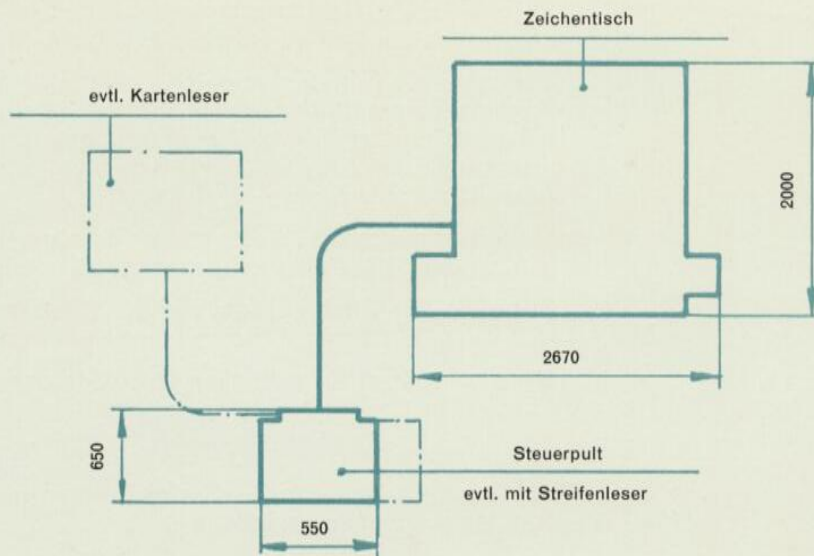 Zeichentisch
evtl. Kartenleser
2000
2670
650
Steuerpult
evtl. mit Streifenleser
550